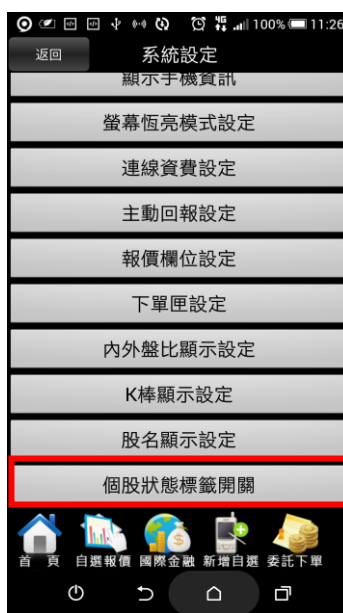 4G 100% 11:26
返回 系統設定
顯示手機資訊
螢幕恆亮模式設定
連線資費設定
主動回報設定
報價欄位設定
下單匣設定
內外盤比顯示設定
K棒顯示設定
股名顯示設定
個股狀態標籤開關
首 頁 自選報價 國際金融 新增自選 委託下單